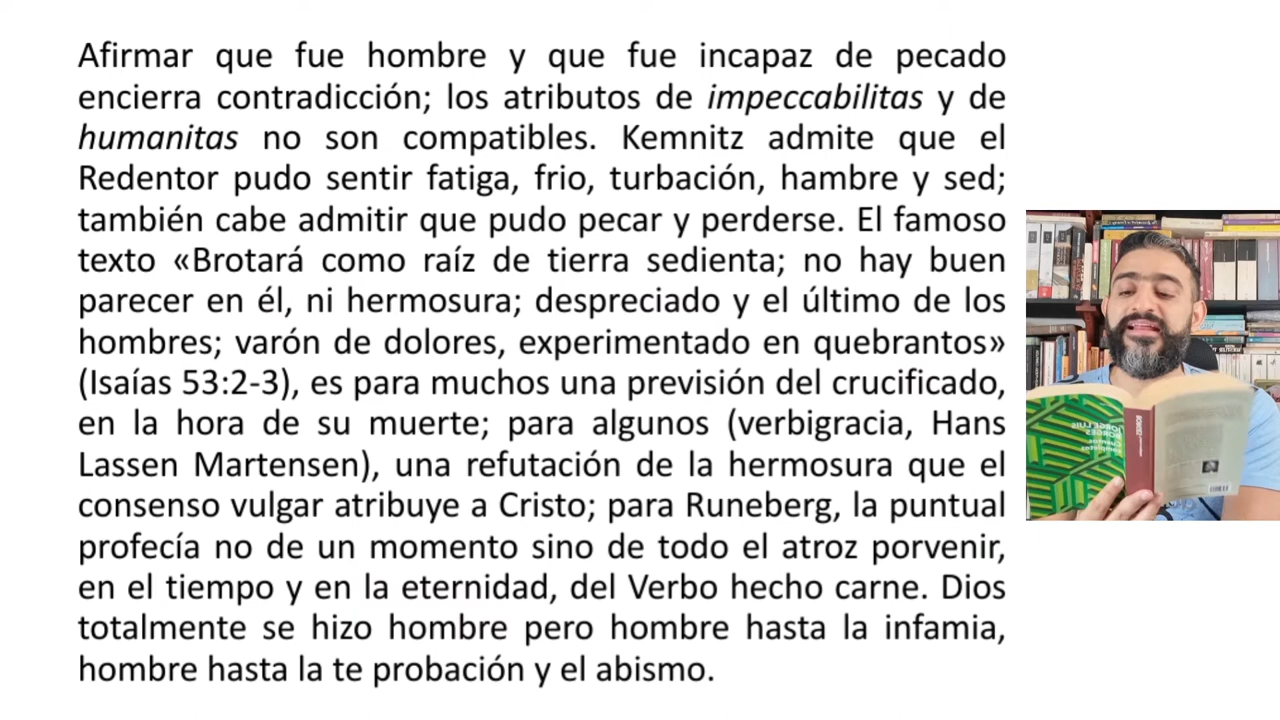 Afirmar que fue hombre y que fue incapaz de pecado
encierra contradicción; los atributos de impeccabilitas y de
humanitas no son compatibles. Kemnitz admite que el
Redentor pudo sentir fatiga, frio, turbación, hambre y sed;
también cabe admitir que pudo pecar y perderse. El famoso
texto «Brotará como raíz de tierra sedienta; no hay buen
parecer en él, ni hermosura; despreciado y el último de los
hombres; varón de dolores, experimentado en quebrantos»
(Isaías 53:2-3), es para muchos una previsión del crucificado,
en la hora de su muerte; para algunos (verbigracia, Hans
Lassen Martensen), una refutación de la hermosura que el
consenso vulgar atribuye a Cristo; para Runeberg, la puntual
profecía no de un momento sino de todo el atroz porvenir,
en el tiempo y en la eternidad, del Verbo hecho carne. Dios
totalmente se hizo hombre pero hombre hasta la infamia,
hombre hasta la te probación y el abismo.
JORGE LUIS
BORGES
Cuentos
completos